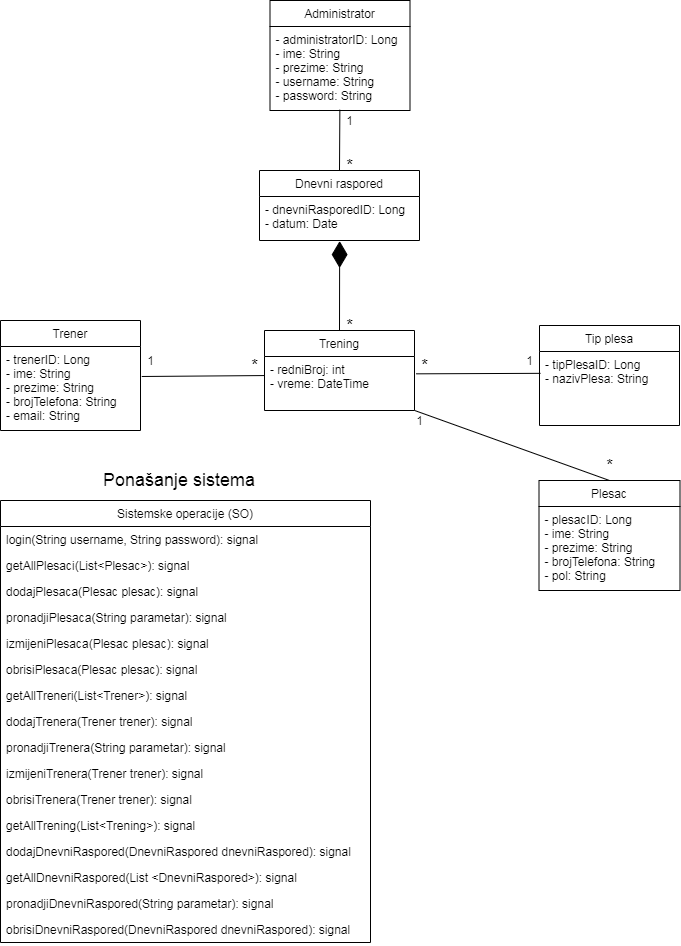 Administrator
- administratorID: Long
- ime: String
- prezime: String
- username: String
- password: String
1
*
Dnevni raspored
- dnevniRasporedID: Long
- datum: Date
*
Trener
- trenerID: Long
- ime: String
- prezime: String
- brojTelefona: String
- email: String
1
*
Trening
- redniBroj: int
- vreme: DateTime
*
1
Tip plesa
- tipPlesaID: Long
- nazivPlesa: String
1
*
Plesac
- plesacID: Long
- ime: String
- prezime: String
- brojTelefona: String
- pol: String
Ponašanje sistema
Sistemske operacije (SO)
login(String username, String password): signal
getAllPlesaci(List<Plesac>): signal
dodajPlesaca(Plesac plesac): signal
pronadjiPlesaca(String parametar): signal
izmijeniPlesaca(Plesac plesac): signal
obrisiPlesaca(Plesac plesac): signal
getAllTreneri(List<Trener>): signal
dodajTrenera(Trener trener): signal
pronadjiTrenera(String parametar): signal
izmijeniTrenera(Trener trener): signal
obrisiTrenera(Trener trener): signal
getAllTrening(List<Trening>): signal
dodajDnevniRaspored(DnevniRaspored dnevniRaspored): signal
getAllDnevniRaspored(List <DnevniRaspored>): signal
pronadjiDnevniRaspored(String parametar): signal
obrisiDnevniRaspored(DnevniRaspored dnevniRaspored): signal